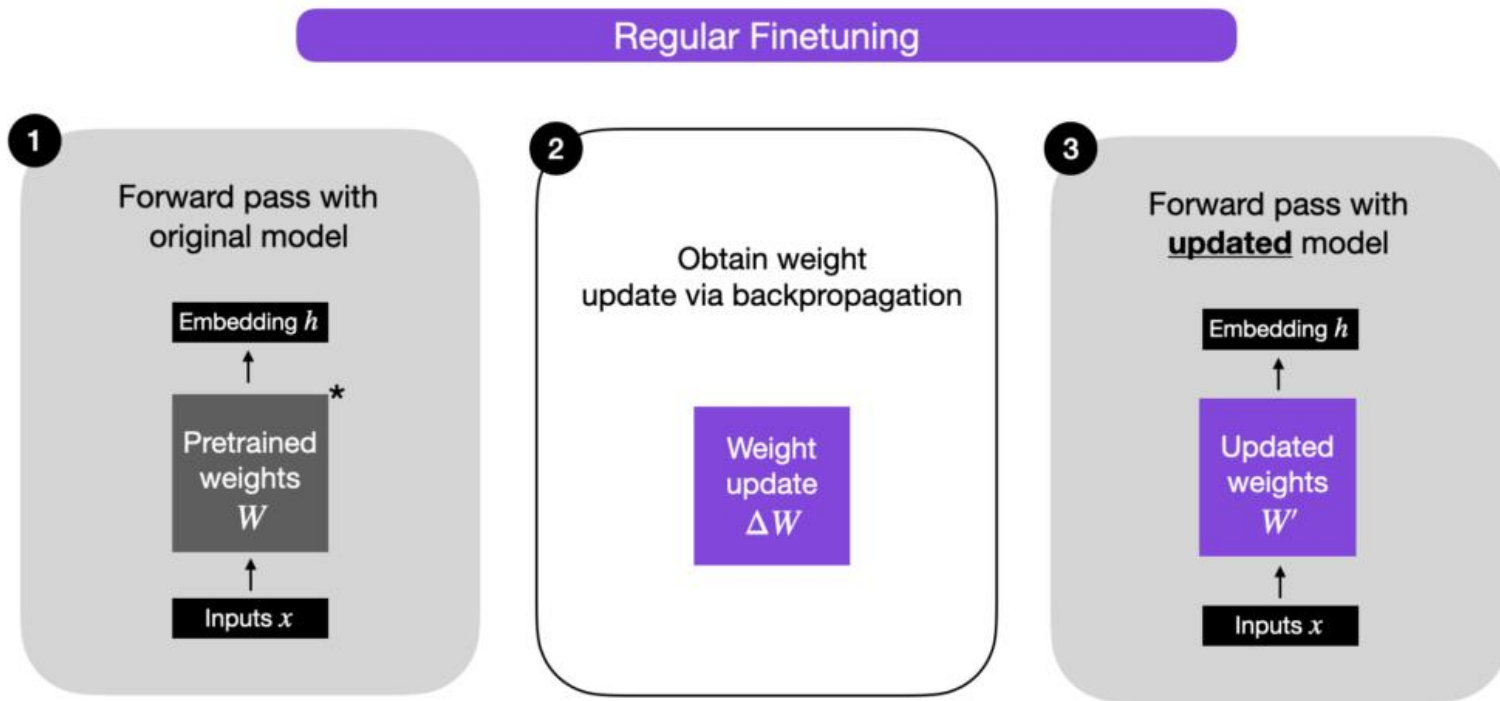 Regular Finetuning
1
Forward pass with
original model
Embedding h
*
Pretrained
weights
W
Inputs x
2
Obtain weight
update via backpropagation
Weight
update
ΔW
3
Forward pass with
updated model
Embedding h
Updated
weights
W′
Inputs x